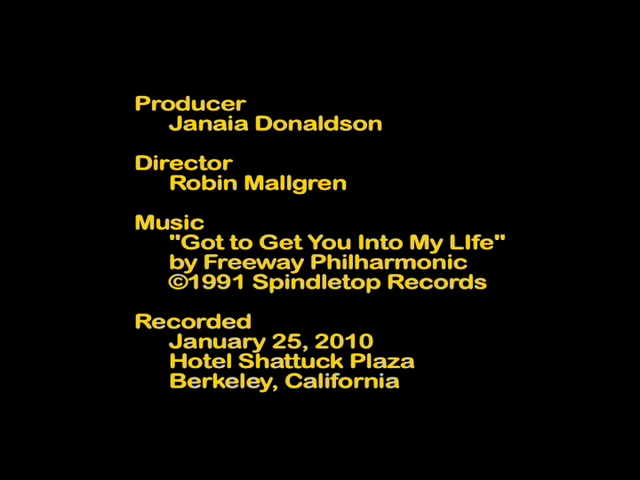 Producer
Janaia Donaldson
Director
Robin Mallgren
Music
"Got to Get You Into My LIfe"
by Freeway Philharmonic
©1991 Spindletop Records
Recorded
January 25, 2010
Hotel Shattuck Plaza
Berkeley, California